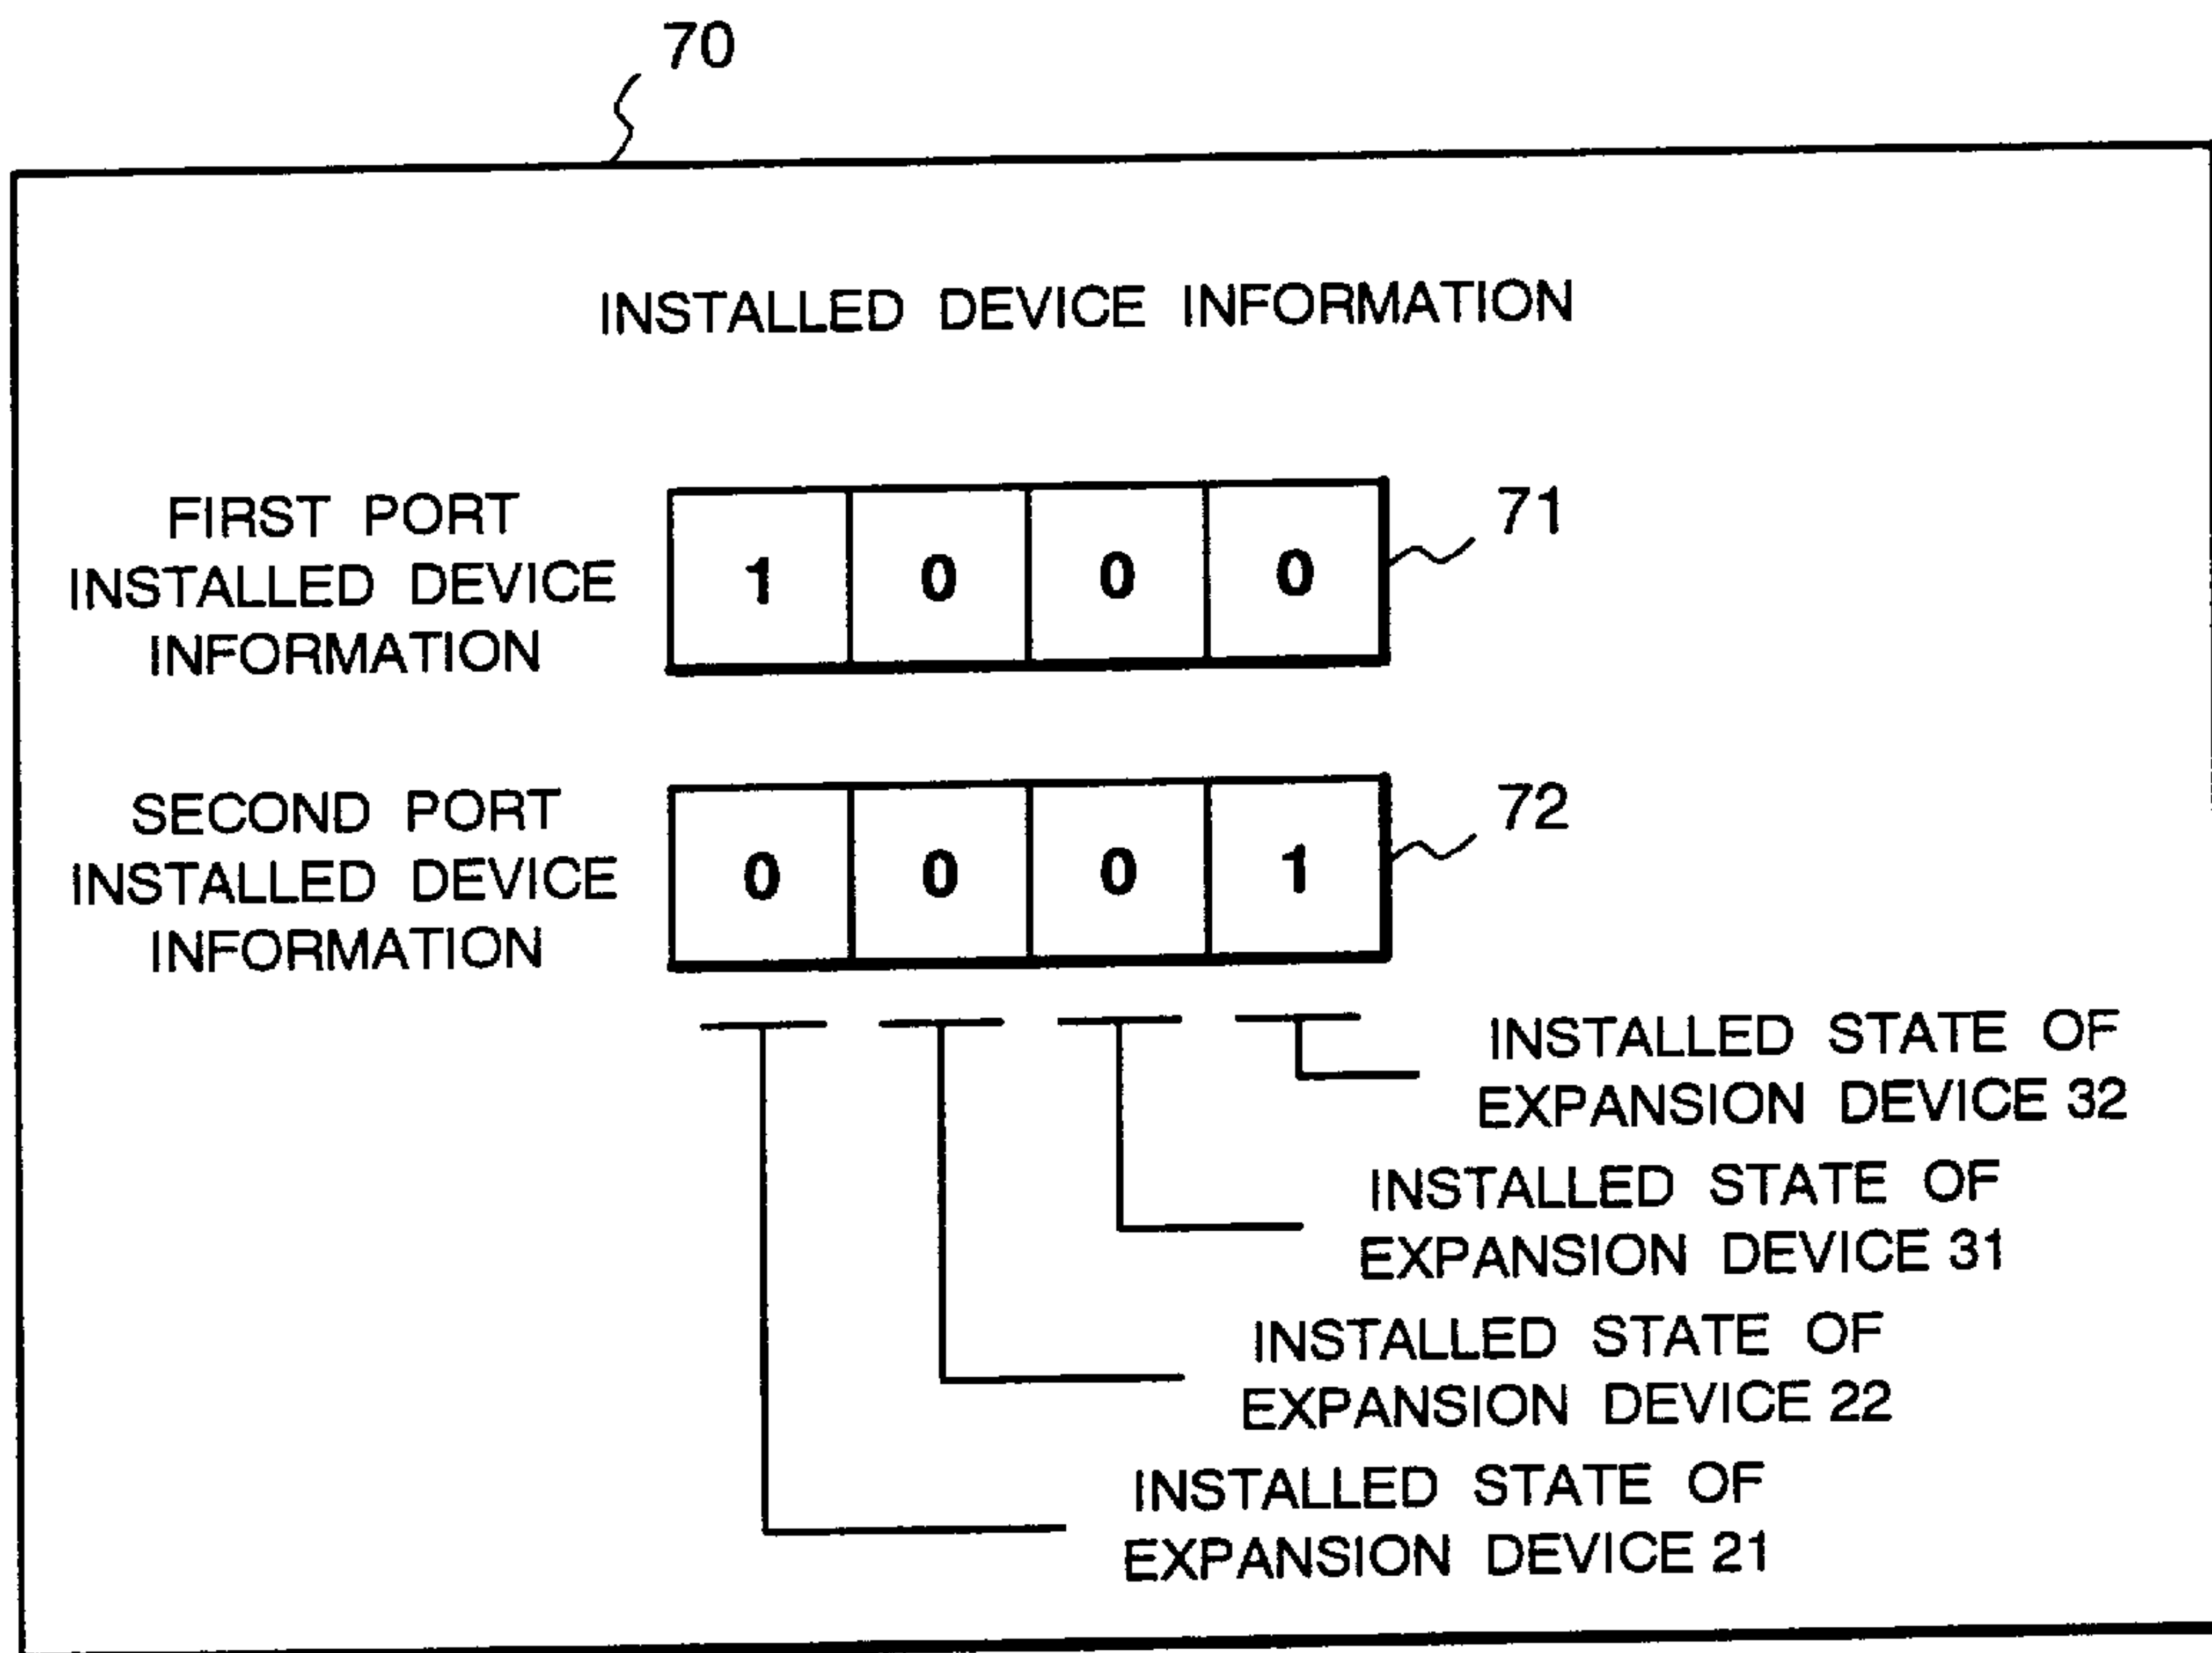 70
INSTALLED DEVICE INFORMATION
FIRST PORT
INSTALLED DEVICE
INFORMATION
1 0 0 0
71
SECOND PORT
INSTALLED DEVICE
INFORMATION
0 0 0 1
72
INSTALLED STATE OF
EXPANSION DEVICE 32
INSTALLED STATE OF
EXPANSION DEVICE 31
INSTALLED STATE OF
EXPANSION DEVICE 22
INSTALLED STATE OF
EXPANSION DEVICE 21